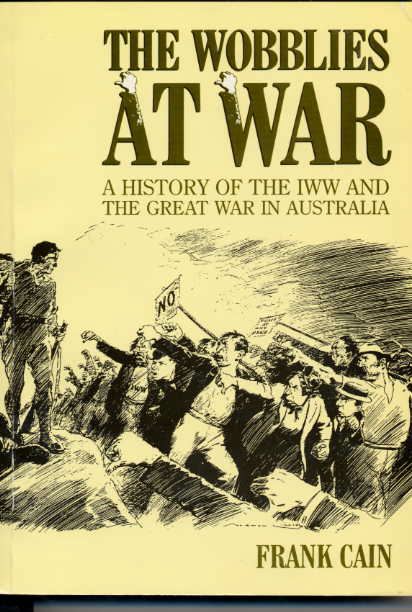 THE WOBBLIES
AT WAR
A HISTORY OF THE IWW AND
THE GREAT WAR IN AUSTRALIA
NO
FRANK CAIN